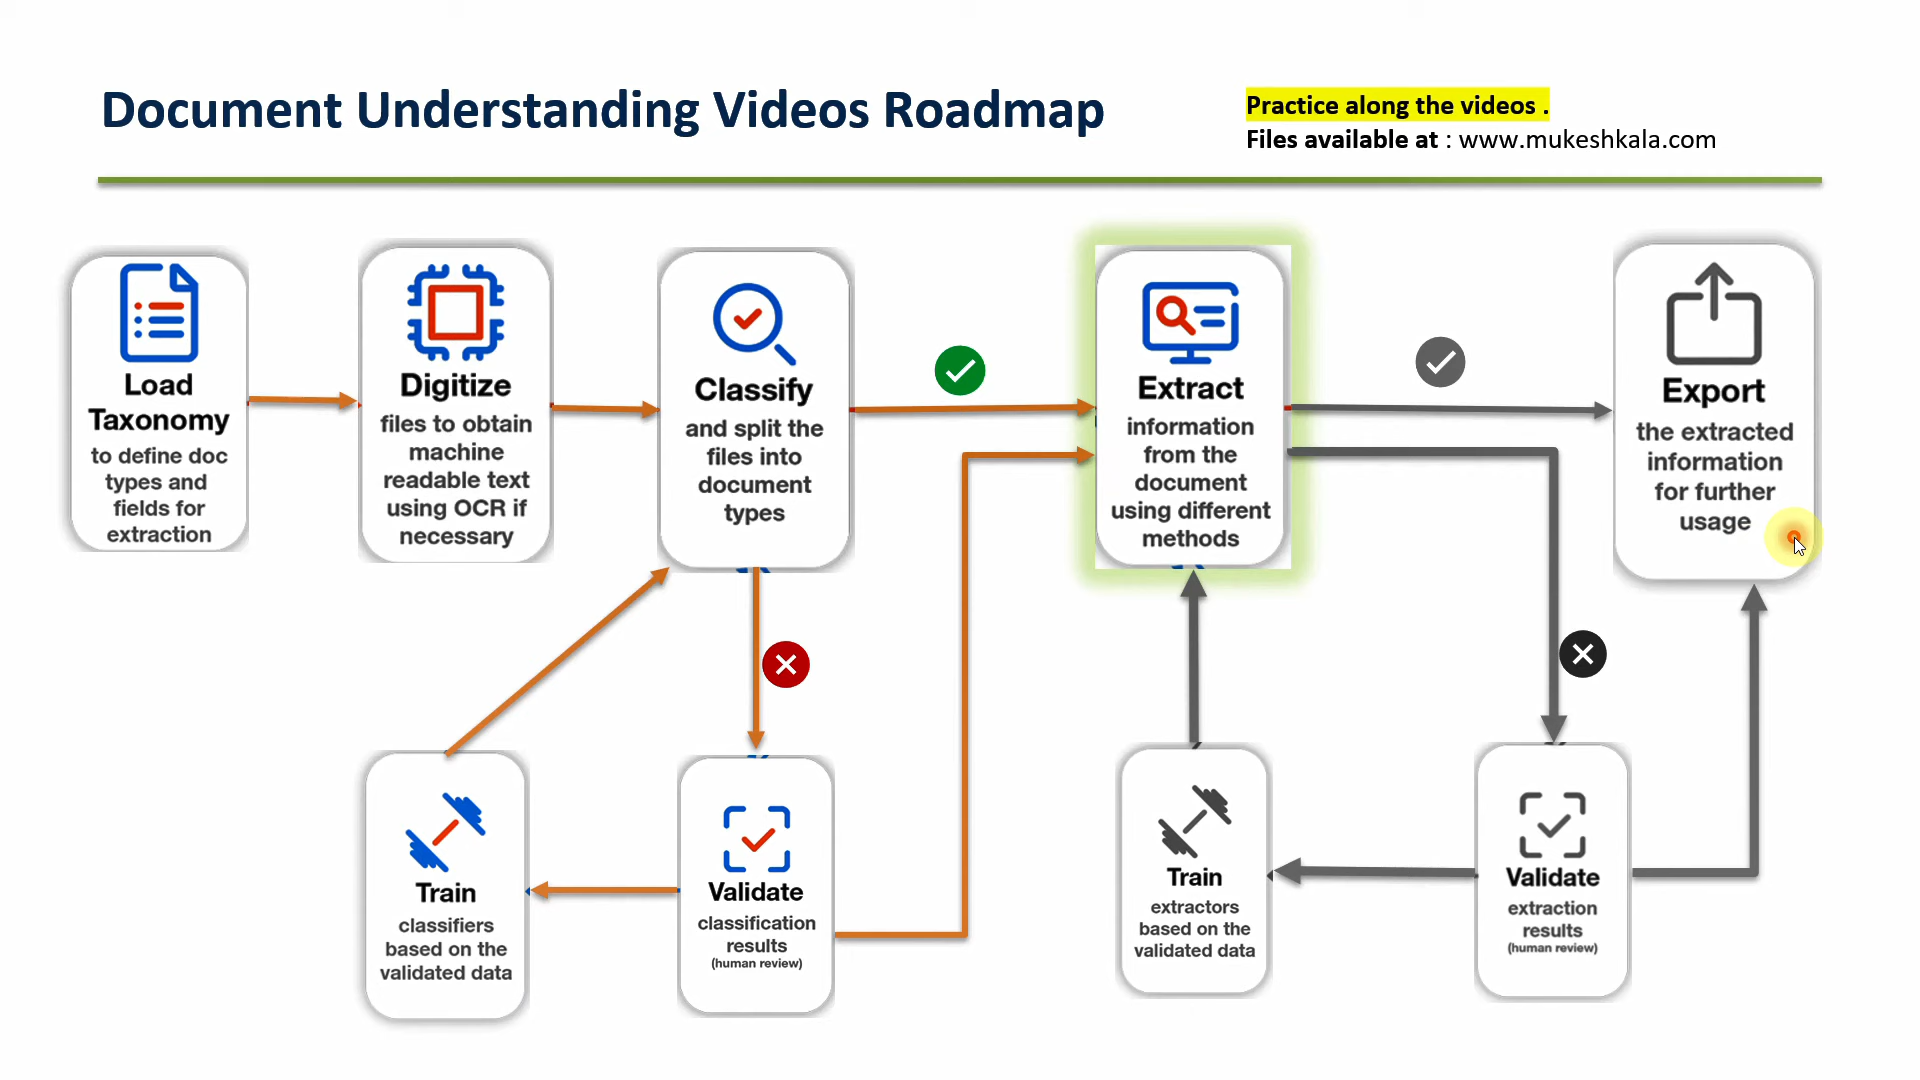 Document Understanding Videos Roadmap
Practice along the videos .
Files available at : www.mukeshkala.com
Load
Taxonomy
to define doc
types and
fields for
extraction
Digitize
files to obtain
machine
readable text
using OCR if
necessary
Classify
and split the
files into
document
types
Extract
information
from the
document
using different
methods
Export
the extracted
information
for further
usage
Train
classifiers
based on the
validated data
Validate
classification
results
(human review)
Train
extractors
based on the
validated data
Validate
extraction
results
(human review)